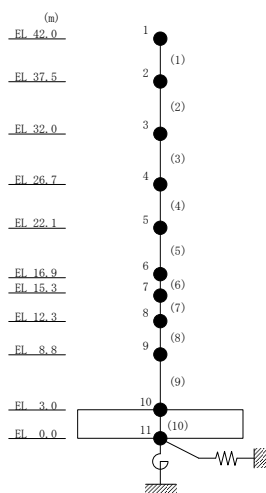 (m)
EL 42.0 1
(1)
EL 37.5 2
(2)
EL 32.0 3
(3)
EL 26.7 4
(4)
EL 22.1 5
(5)
EL 16.9 6
(6)
EL 15.3 7
(7)
EL 12.3 8
(8)
EL 8.8 9
(9)
EL 3.0 10
(10)
EL 0.0 11